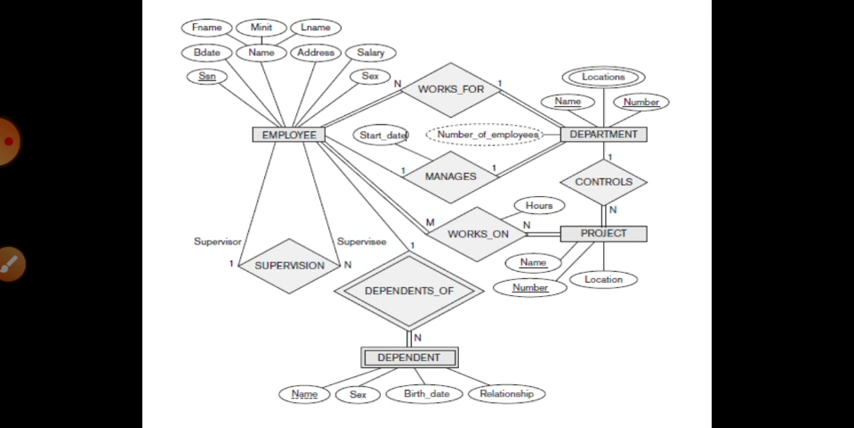 Fname Minit Lname
Bdate Name Address Salary
Ssn Sex
Locations
Name Number
N WORKS_FOR 1
EMPLOYEE Start_date Number_of_employees DEPARTMENT
1 MANAGES 1
1
CONTROLS
N
Hours
M WORKS_ON N PROJECT
Supervisor Supervisee
1 SUPERVISION N
1
Name
Number Location
DEPENDENTS_OF
N
DEPENDENT
Name Sex Birth_date Relationship